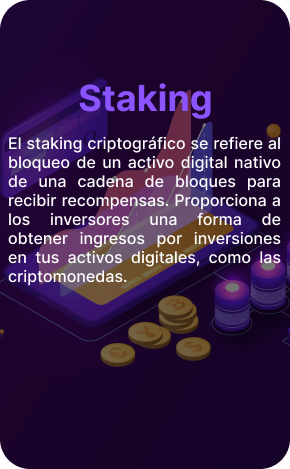 Staking
El staking criptográfico se refiere al
bloqueo de un activo digital nativo
de una cadena de bloques para
recibir recompensas. Proporciona a
los inversores una forma de
obtener ingresos por inversiones
en tus activos digitales, como las
criptomonedas.